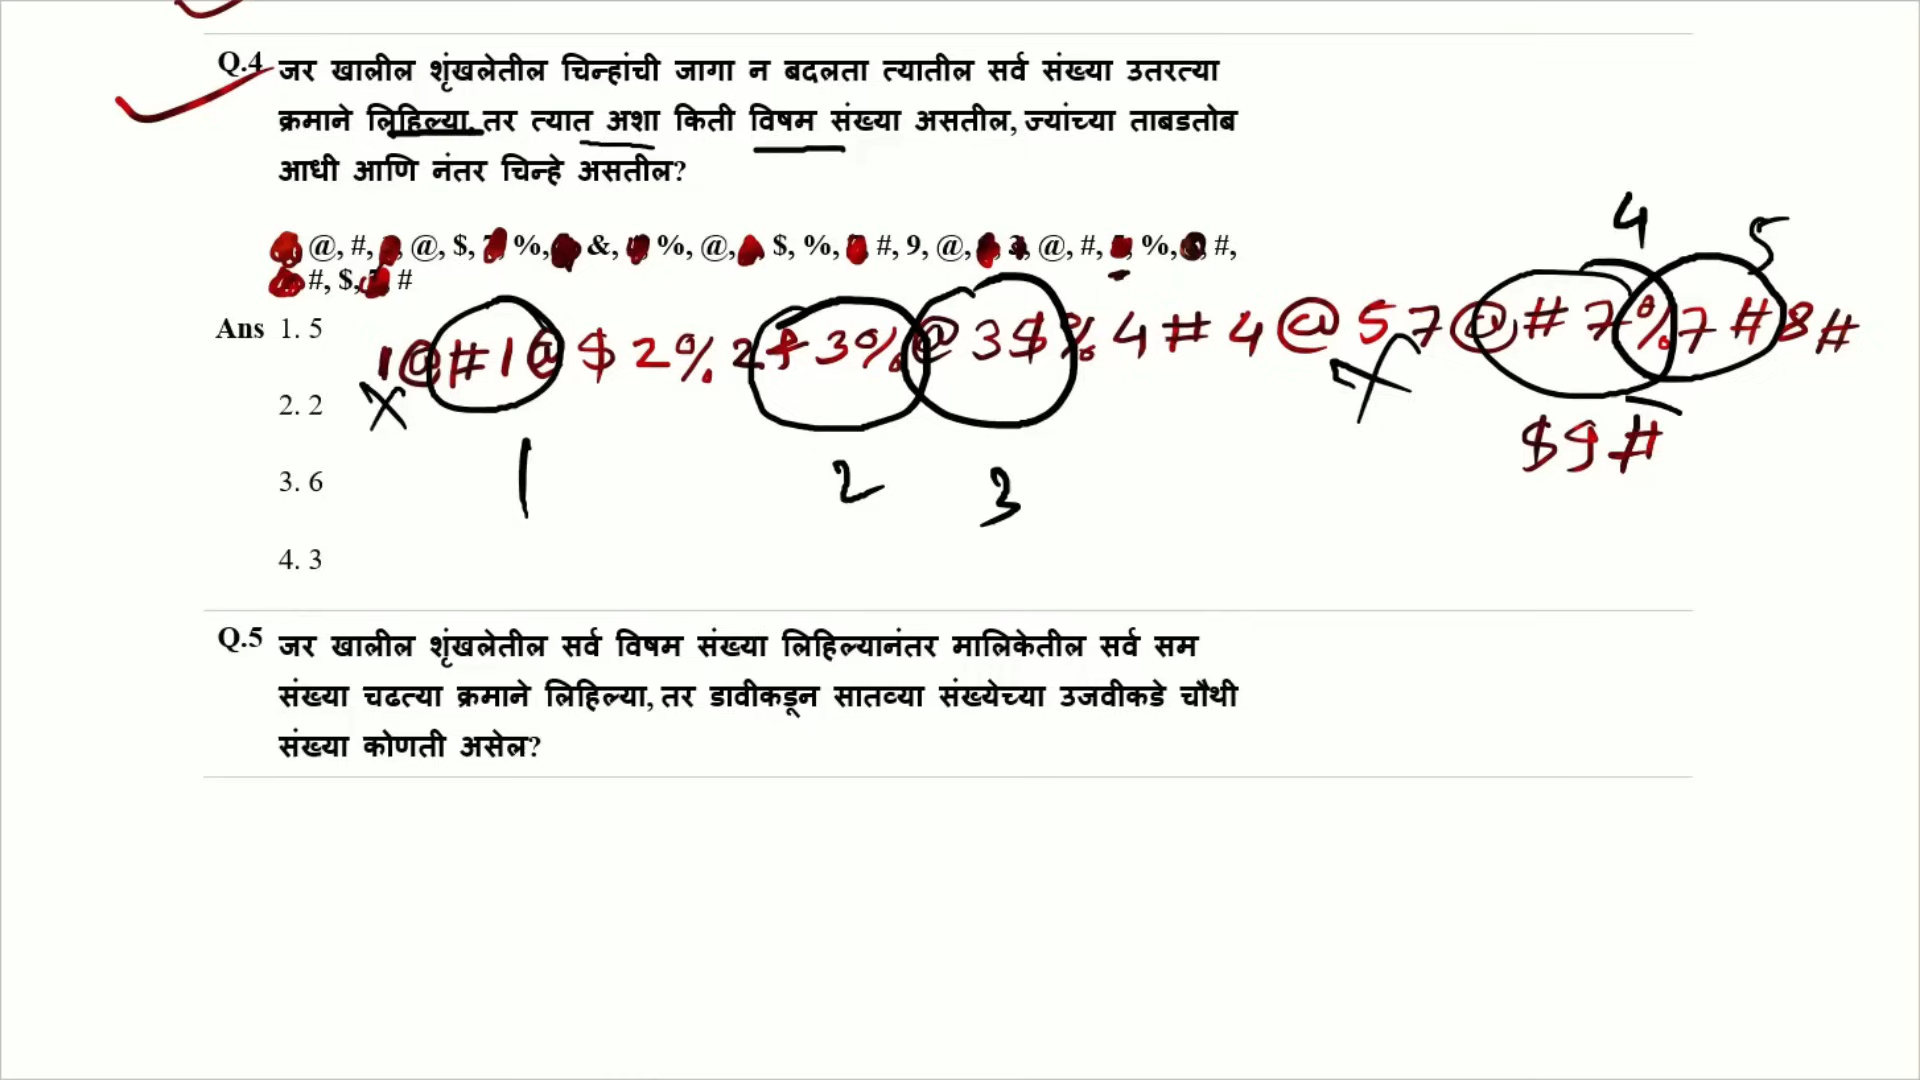 Q.4 जर खालील शृंखलेतील चिन्हांची जागा न बदलता त्यातील सर्व संख्या उतरत्या
क्रमाने लिहिल्या, तर त्यात अशा किती विषम संख्या असतील, ज्यांच्या ताबडतोब
आधी आणि नंतर चिन्हे असतील?
4
5
@, #, @, $, %, &, %, @, $, %, #, 9, @, @, #, %, #,
#, $, #
Ans 1. 5
1 @ # 1 @ $ 2 % 2 & 3 % @ 3 $ % 4 # 4 @ 5 7 @ # 7 % 7 # 8 #
2. 2
$ 9 #
1 2 3
3. 6
4. 3
Q.5 जर खालील शृंखलेतील सर्व विषम संख्या लिहिल्यानंतर मालिकेतील सर्व सम
संख्या चढत्या क्रमाने लिहिल्या, तर डावीकडून सातव्या संख्येच्या उजवीकडे चौथी
संख्या कोणती असेल?